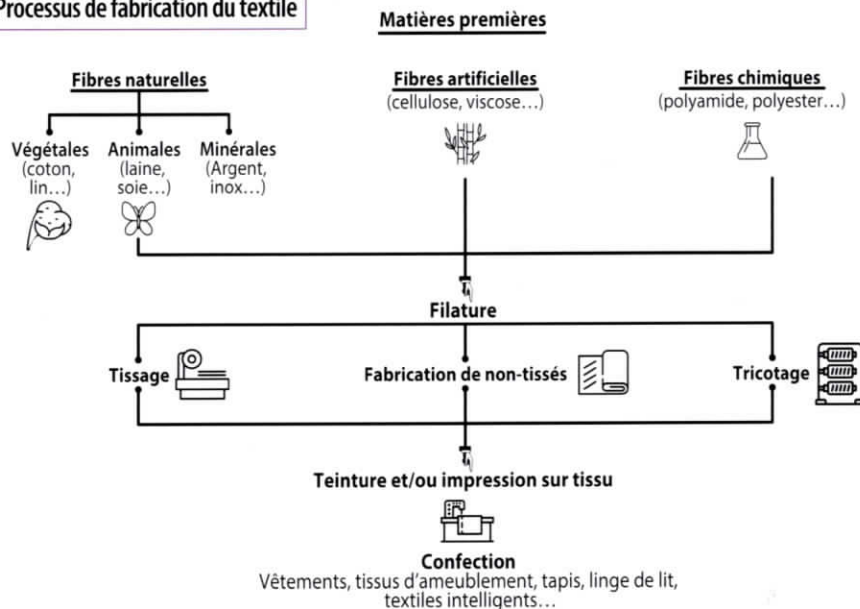 Processus de fabrication du textile
Matières premières
Fibres naturelles
Végétales
(coton,
lin...)
Animales
(laine,
soie...)
Minérales
(Argent,
inox...)
Fibres artificielles
(cellulose, viscose...)
Fibres chimiques
(polyamide, polyester...)
Filature
Tissage
Fabrication de non-tissés
Tricotage
Teinture et/ou impression sur tissu
Confection
Vêtements, tissus d'ameublement, tapis, linge de lit,
textiles intelligents...